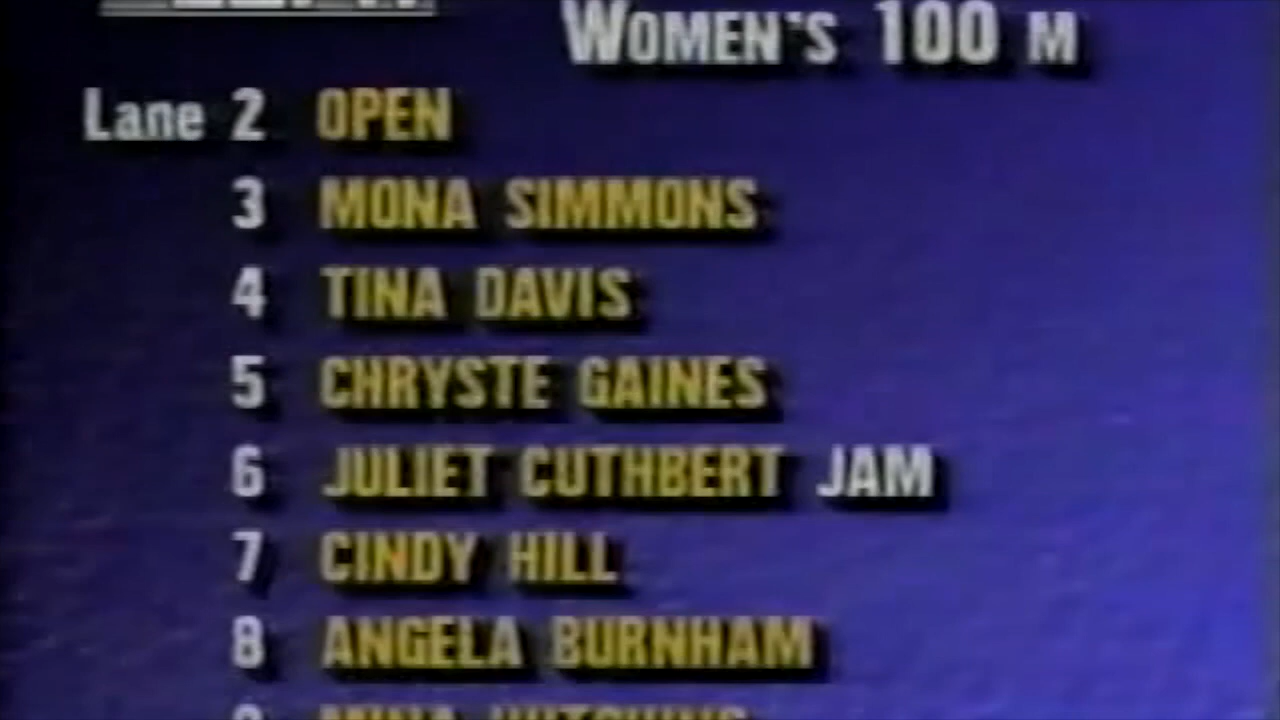 WOMEN'S 100 M
Lane 2 OPEN
3 MONA SIMMONS
4 TINA DAVIS
5 CHRYSTE GAINES
6 JULIET CUTHBERT JAM
7 CINDY HILL
8 ANGELA BURNHAM